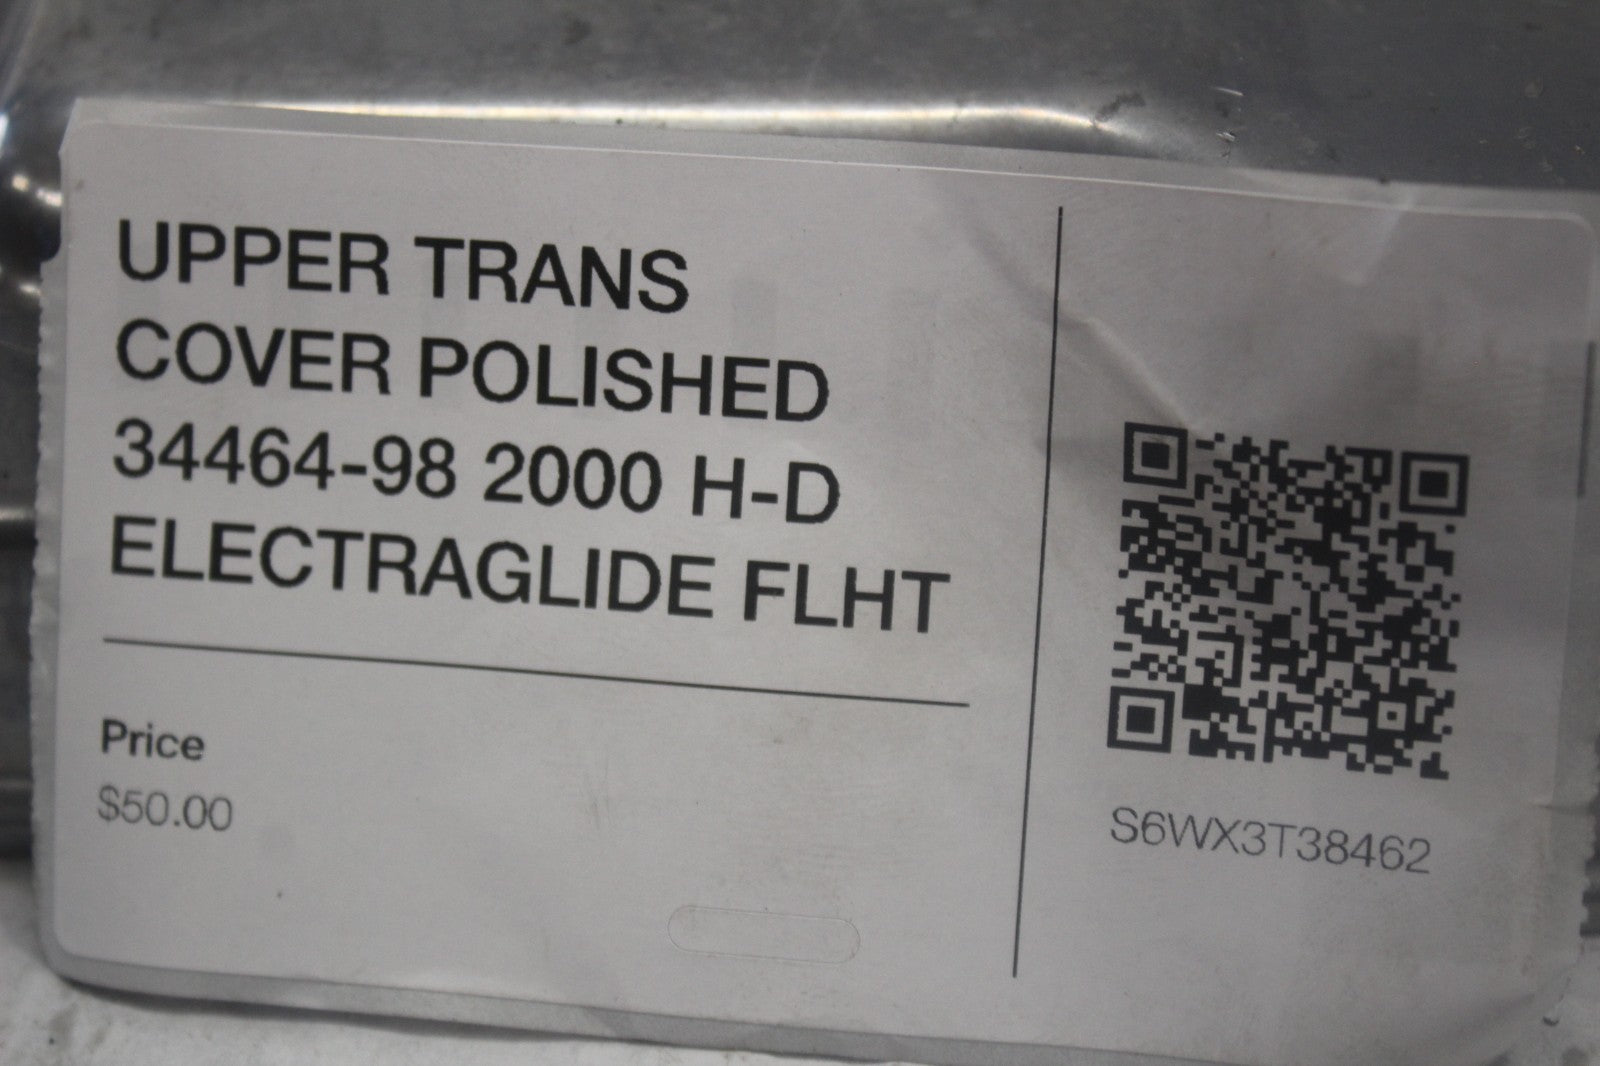 UPPER TRANS
COVER POLISHED
34464-98 2000 H-D
ELECTRAGLIDE FLHT
Price
$50.00
S6WX3T38462